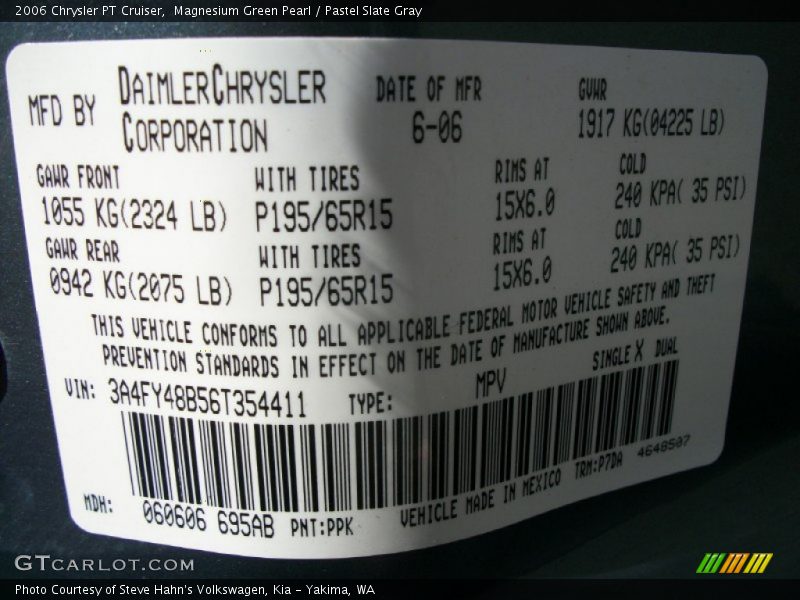 2006 Chrysler PT Cruiser,  Magnesium Green Pearl / Pastel Slate Gray
MFD BY DAIMLERCHRYSLER CORPORATION DATE OF MFR 6-06 GVWR 1917 KG(04225 LB)
GAWR FRONT WITH TIRES RIMS AT COLD
1055 KG(2324 LB) P195/65R15 15X6.0 240 KPA( 35 PSI)
GAWR REAR WITH TIRES RIMS AT COLD
0942 KG(2075 LB) P195/65R15 15X6.0 240 KPA( 35 PSI)
THIS VEHICLE CONFORMS TO ALL APPLICABLE FEDERAL MOTOR VEHICLE SAFETY AND THEFT
PREVENTION STANDARDS IN EFFECT ON THE DATE OF MANUFACTURE SHOWN ABOVE.
VIN: 3A4FY48B56T354411 TYPE: MPV SINGLE X DUAL
MDH: 060606 695AB PNT:PPK VEHICLE MADE IN MEXICO TRM:P7DA 4648507
GTCARLOT.COM
Photo Courtesy of Steve Hahn's Volkswagen, Kia – Yakima, WA